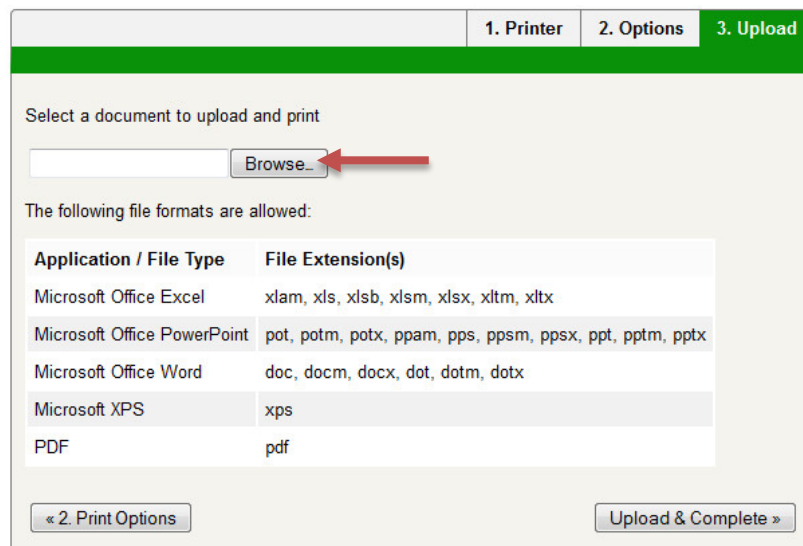 1. Printer 2. Options 3. Upload
Select a document to upload and print
Browse...
The following file formats are allowed:
Application / File Type File Extension(s)
Microsoft Office Excel xlam, xls, xlsb, xlsm, xlsx, xltm, xltx
Microsoft Office PowerPoint pot, potm, potx, ppam, pps, ppsm, ppsx, ppt, pptm, pptx
Microsoft Office Word doc, docm, docx, dot, dotm, dotx
Microsoft XPS xps
PDF pdf
« 2. Print Options Upload & Complete »